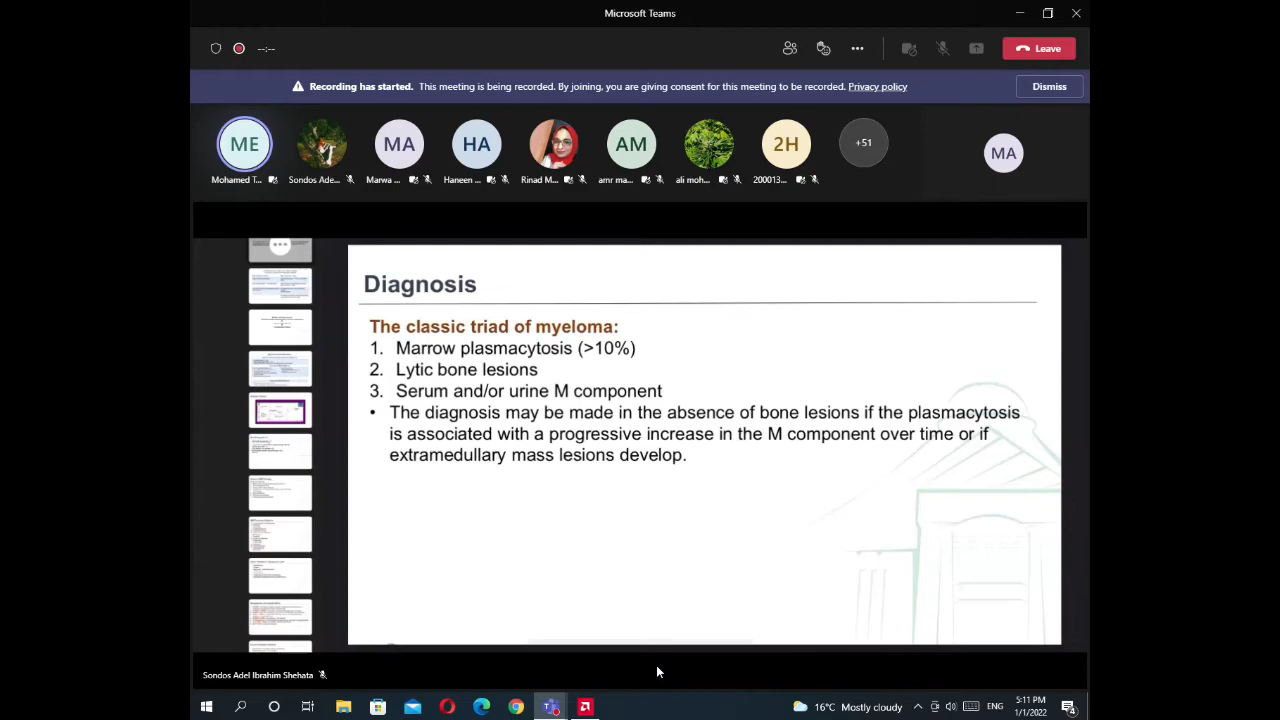 Microsoft Teams
--:--
Leave
Recording has started. This meeting is being recorded. By joining, you are giving consent for this meeting to be recorded. Privacy policy
Dismiss
ME
MA
HA
AM
2H
+51
MA
Mohamed T...
Sondos Ade...
Marwa ...
Haneen ...
Rinad M...
amr ma...
ali moh...
200013...
Diagnosis
The classic triad of myeloma:
1. Marrow plasmacytosis (>10%)
2. Lytic bone lesions
3. Serum and/or urine M component
• The diagnosis may be made in the absence of bone lesions if the plasmacytosis
is associated with a progressive increase in the M component over time or if
extramedullary mass lesions develop.
Sondos Adel Ibrahim Shehata
16°C Mostly cloudy
ENG
5:11 PM
1/1/2022
4